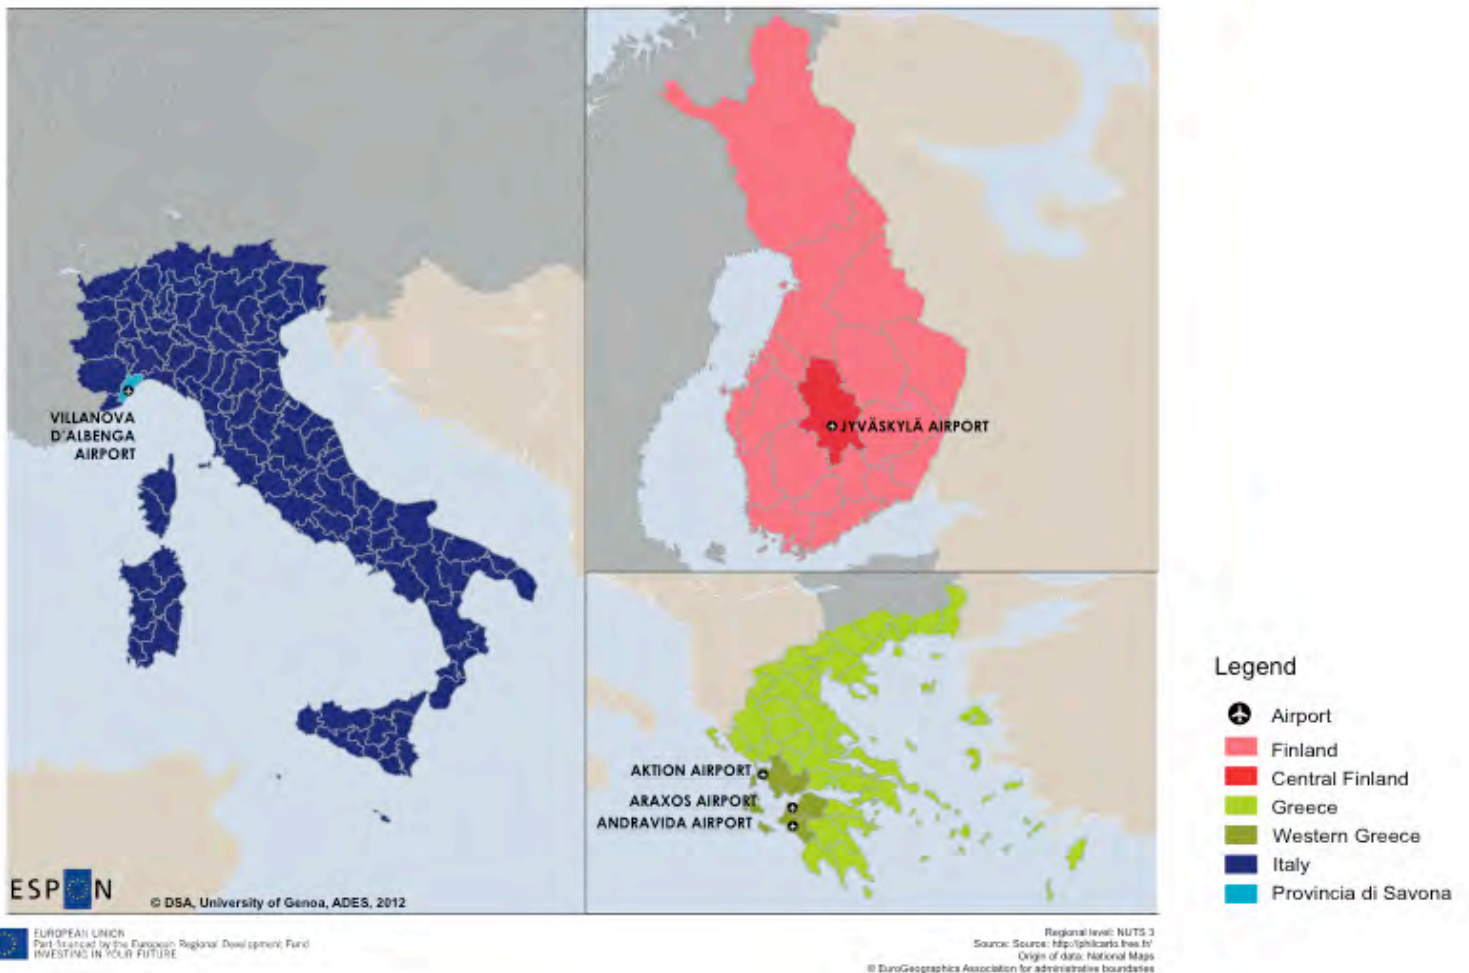 VILLANOVA
D'ALBENGA
AIRPORT
JYVÄSKYLÄ AIRPORT
AKTION AIRPORT
ARAXOS AIRPORT
ANDRAVIDA AIRPORT
Legend
Airport
Finland
Central Finland
Greece
Western Greece
Italy
Provincia di Savona
ESPON
© DSA, University of Genoa, ADES, 2012
EUROPEAN UNION
Part-financed by the European Regional Development Fund
INVESTING IN YOUR FUTURE
Regional level: NUTS 3
Source: Source: http://philcarto.free.fr/
Origin of data: National Maps
© EuroGeographics Association for administrative boundaries